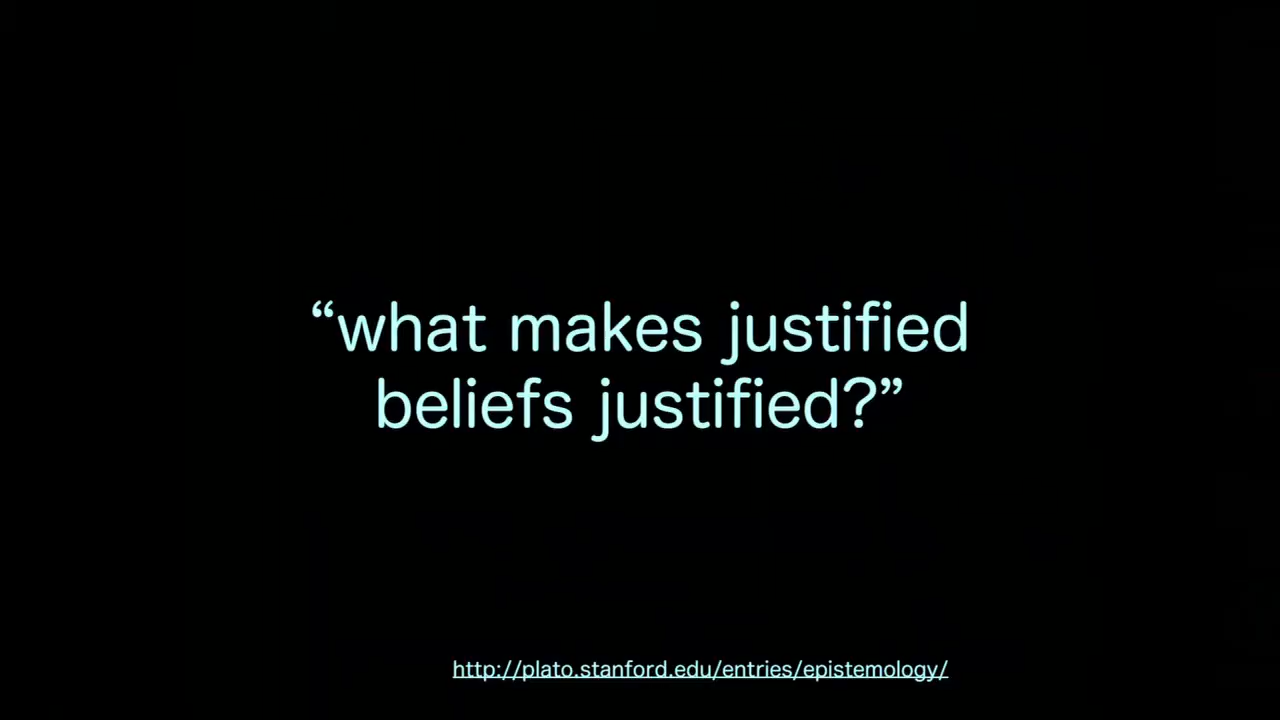 “what makes justified
beliefs justified?”
http://plato.stanford.edu/entries/epistemology/